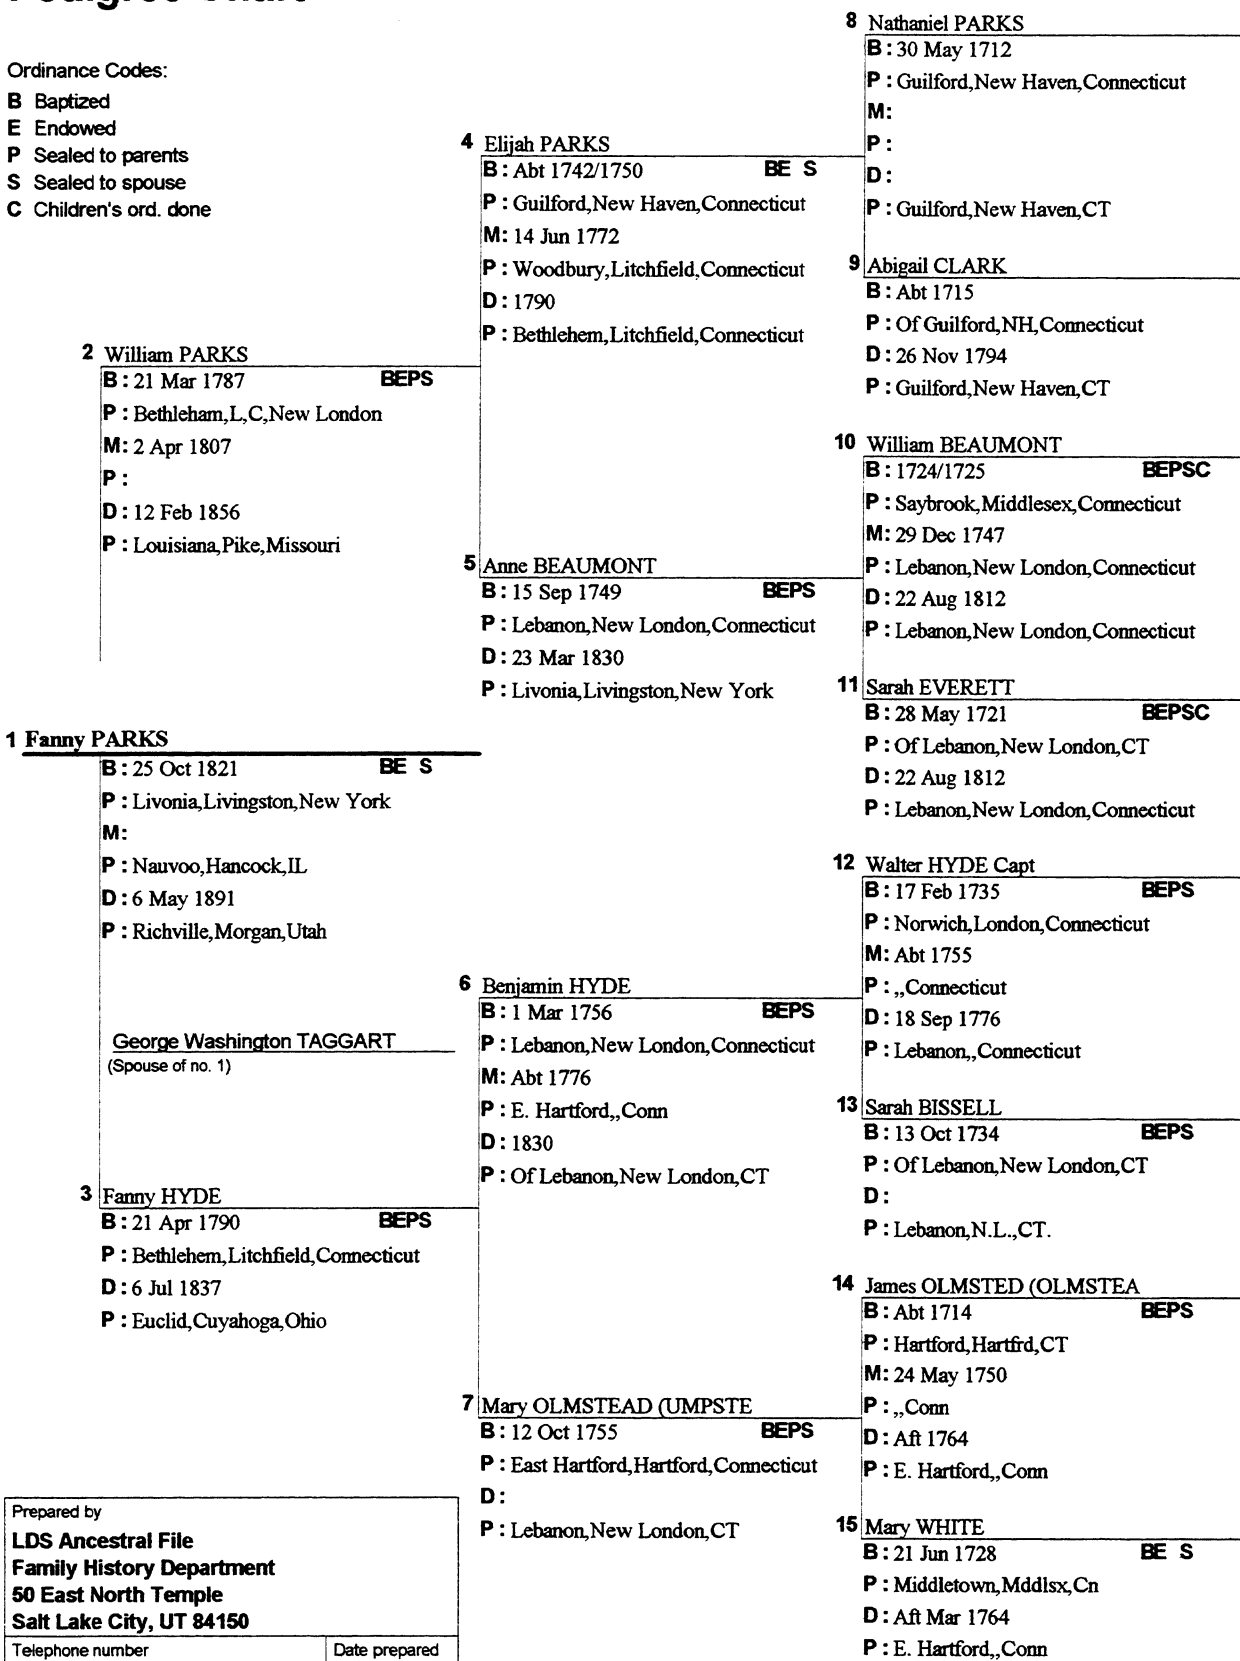 Ordinance Codes:
B Baptized
E Endowed
P Sealed to parents
S Sealed to spouse
C Children's ord. done
8 Nathaniel PARKS
B: 30 May 1712
P: Guilford,New Haven,Connecticut
M:
P:
D:
P: Guilford,New Haven,CT
4 Elijah PARKS
B: Abt 1742/1750 BE S
P: Guilford,New Haven,Connecticut
M: 14 Jun 1772
P: Woodbury,Litchfield,Connecticut
D: 1790
P: Bethlehem,Litchfield,Connecticut
9 Abigail CLARK
B: Abt 1715
P: Of Guilford,NH,Connecticut
D: 26 Nov 1794
P: Guilford,New Haven,CT
2 William PARKS
B: 21 Mar 1787 BEPS
P: Bethleham,L,C,New London
M: 2 Apr 1807
P:
D: 12 Feb 1856
P: Louisiana,Pike,Missouri
10 William BEAUMONT
B: 1724/1725 BEPSC
P: Saybrook,Middlesex,Connecticut
M: 29 Dec 1747
P: Lebanon,New London,Connecticut
D: 22 Aug 1812
P: Lebanon,New London,Connecticut
5 Anne BEAUMONT
B: 15 Sep 1749 BEPS
P: Lebanon,New London,Connecticut
D: 23 Mar 1830
P: Livonia,Livingston,New York
11 Sarah EVERETT
B: 28 May 1721 BEPSC
P: Of Lebanon,New London,CT
D: 22 Aug 1812
P: Lebanon,New London,Connecticut
1 Fanny PARKS
B: 25 Oct 1821 BE S
P: Livonia,Livingston,New York
M:
P: Nauvoo,Hancock,IL
D: 6 May 1891
P: Richville,Morgan,Utah
George Washington TAGGART
(Spouse of no. 1)
12 Walter HYDE Capt
B: 17 Feb 1735 BEPS
P: Norwich,London,Connecticut
M: Abt 1755
P: ,,Connecticut
D: 18 Sep 1776
P: Lebanon,,Connecticut
6 Benjamin HYDE
B: 1 Mar 1756 BEPS
P: Lebanon,New London,Connecticut
M: Abt 1776
P: E. Hartford,,Conn
D: 1830
P: Of Lebanon,New London,CT
13 Sarah BISSELL
B: 13 Oct 1734 BEPS
P: Of Lebanon,New London,CT
D:
P: Lebanon,N.L.,CT.
3 Fanny HYDE
B: 21 Apr 1790 BEPS
P: Bethlehem,Litchfield,Connecticut
D: 6 Jul 1837
P: Euclid,Cuyahoga,Ohio
14 James OLMSTED (OLMSTEA
B: Abt 1714 BEPS
P: Hartford,Hartfrd,CT
M: 24 May 1750
P: ,,Conn
D: Aft 1764
P: E. Hartford,,Conn
7 Mary OLMSTEAD (UMPSTE
B: 12 Oct 1755 BEPS
P: East Hartford,Hartford,Connecticut
D:
P: Lebanon,New London,CT
15 Mary WHITE
B: 21 Jun 1728 BE S
P: Middletown,Mddlsx,Cn
D: Aft Mar 1764
P: E. Hartford,,Conn
Prepared by
LDS Ancestral File
Family History Department
50 East North Temple
Salt Lake City, UT 84150
Telephone number Date prepared